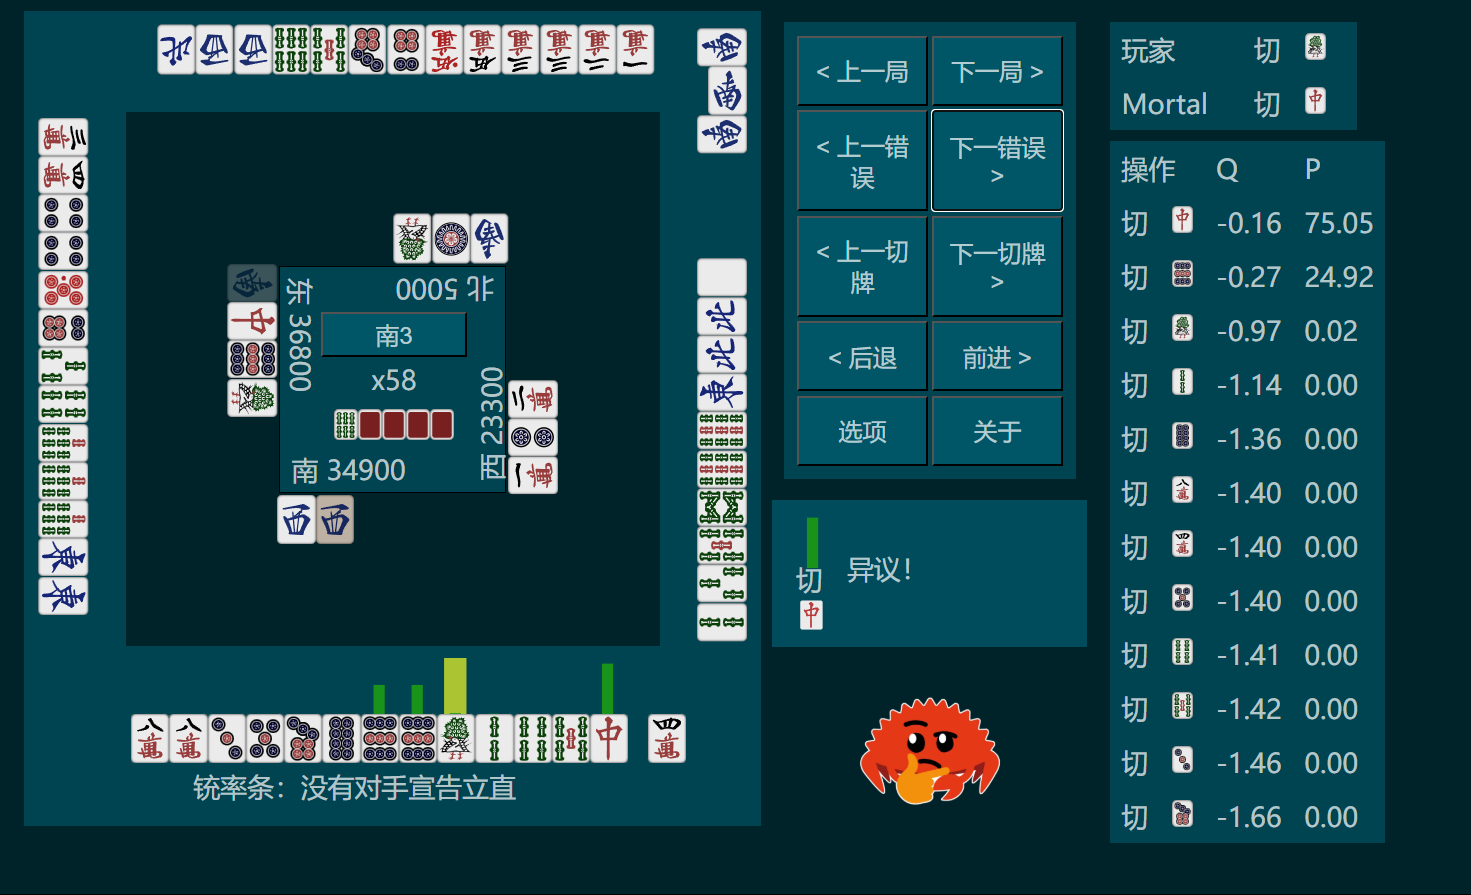 东 36800
北 5000
南3
x58
西 23300
南 34900
铳率条：没有对手宣告立直
< 上一局
下一局 >
< 上一错误
下一错误 >
< 上一切牌
下一切牌 >
< 后退
前进 >
选项
关于
切
异议！
玩家 切
Mortal 切
操作 Q P
切 -0.16 75.05
切 -0.27 24.92
切 -0.97 0.02
切 -1.14 0.00
切 -1.36 0.00
切 -1.40 0.00
切 -1.40 0.00
切 -1.40 0.00
切 -1.41 0.00
切 -1.42 0.00
切 -1.46 0.00
切 -1.66 0.00